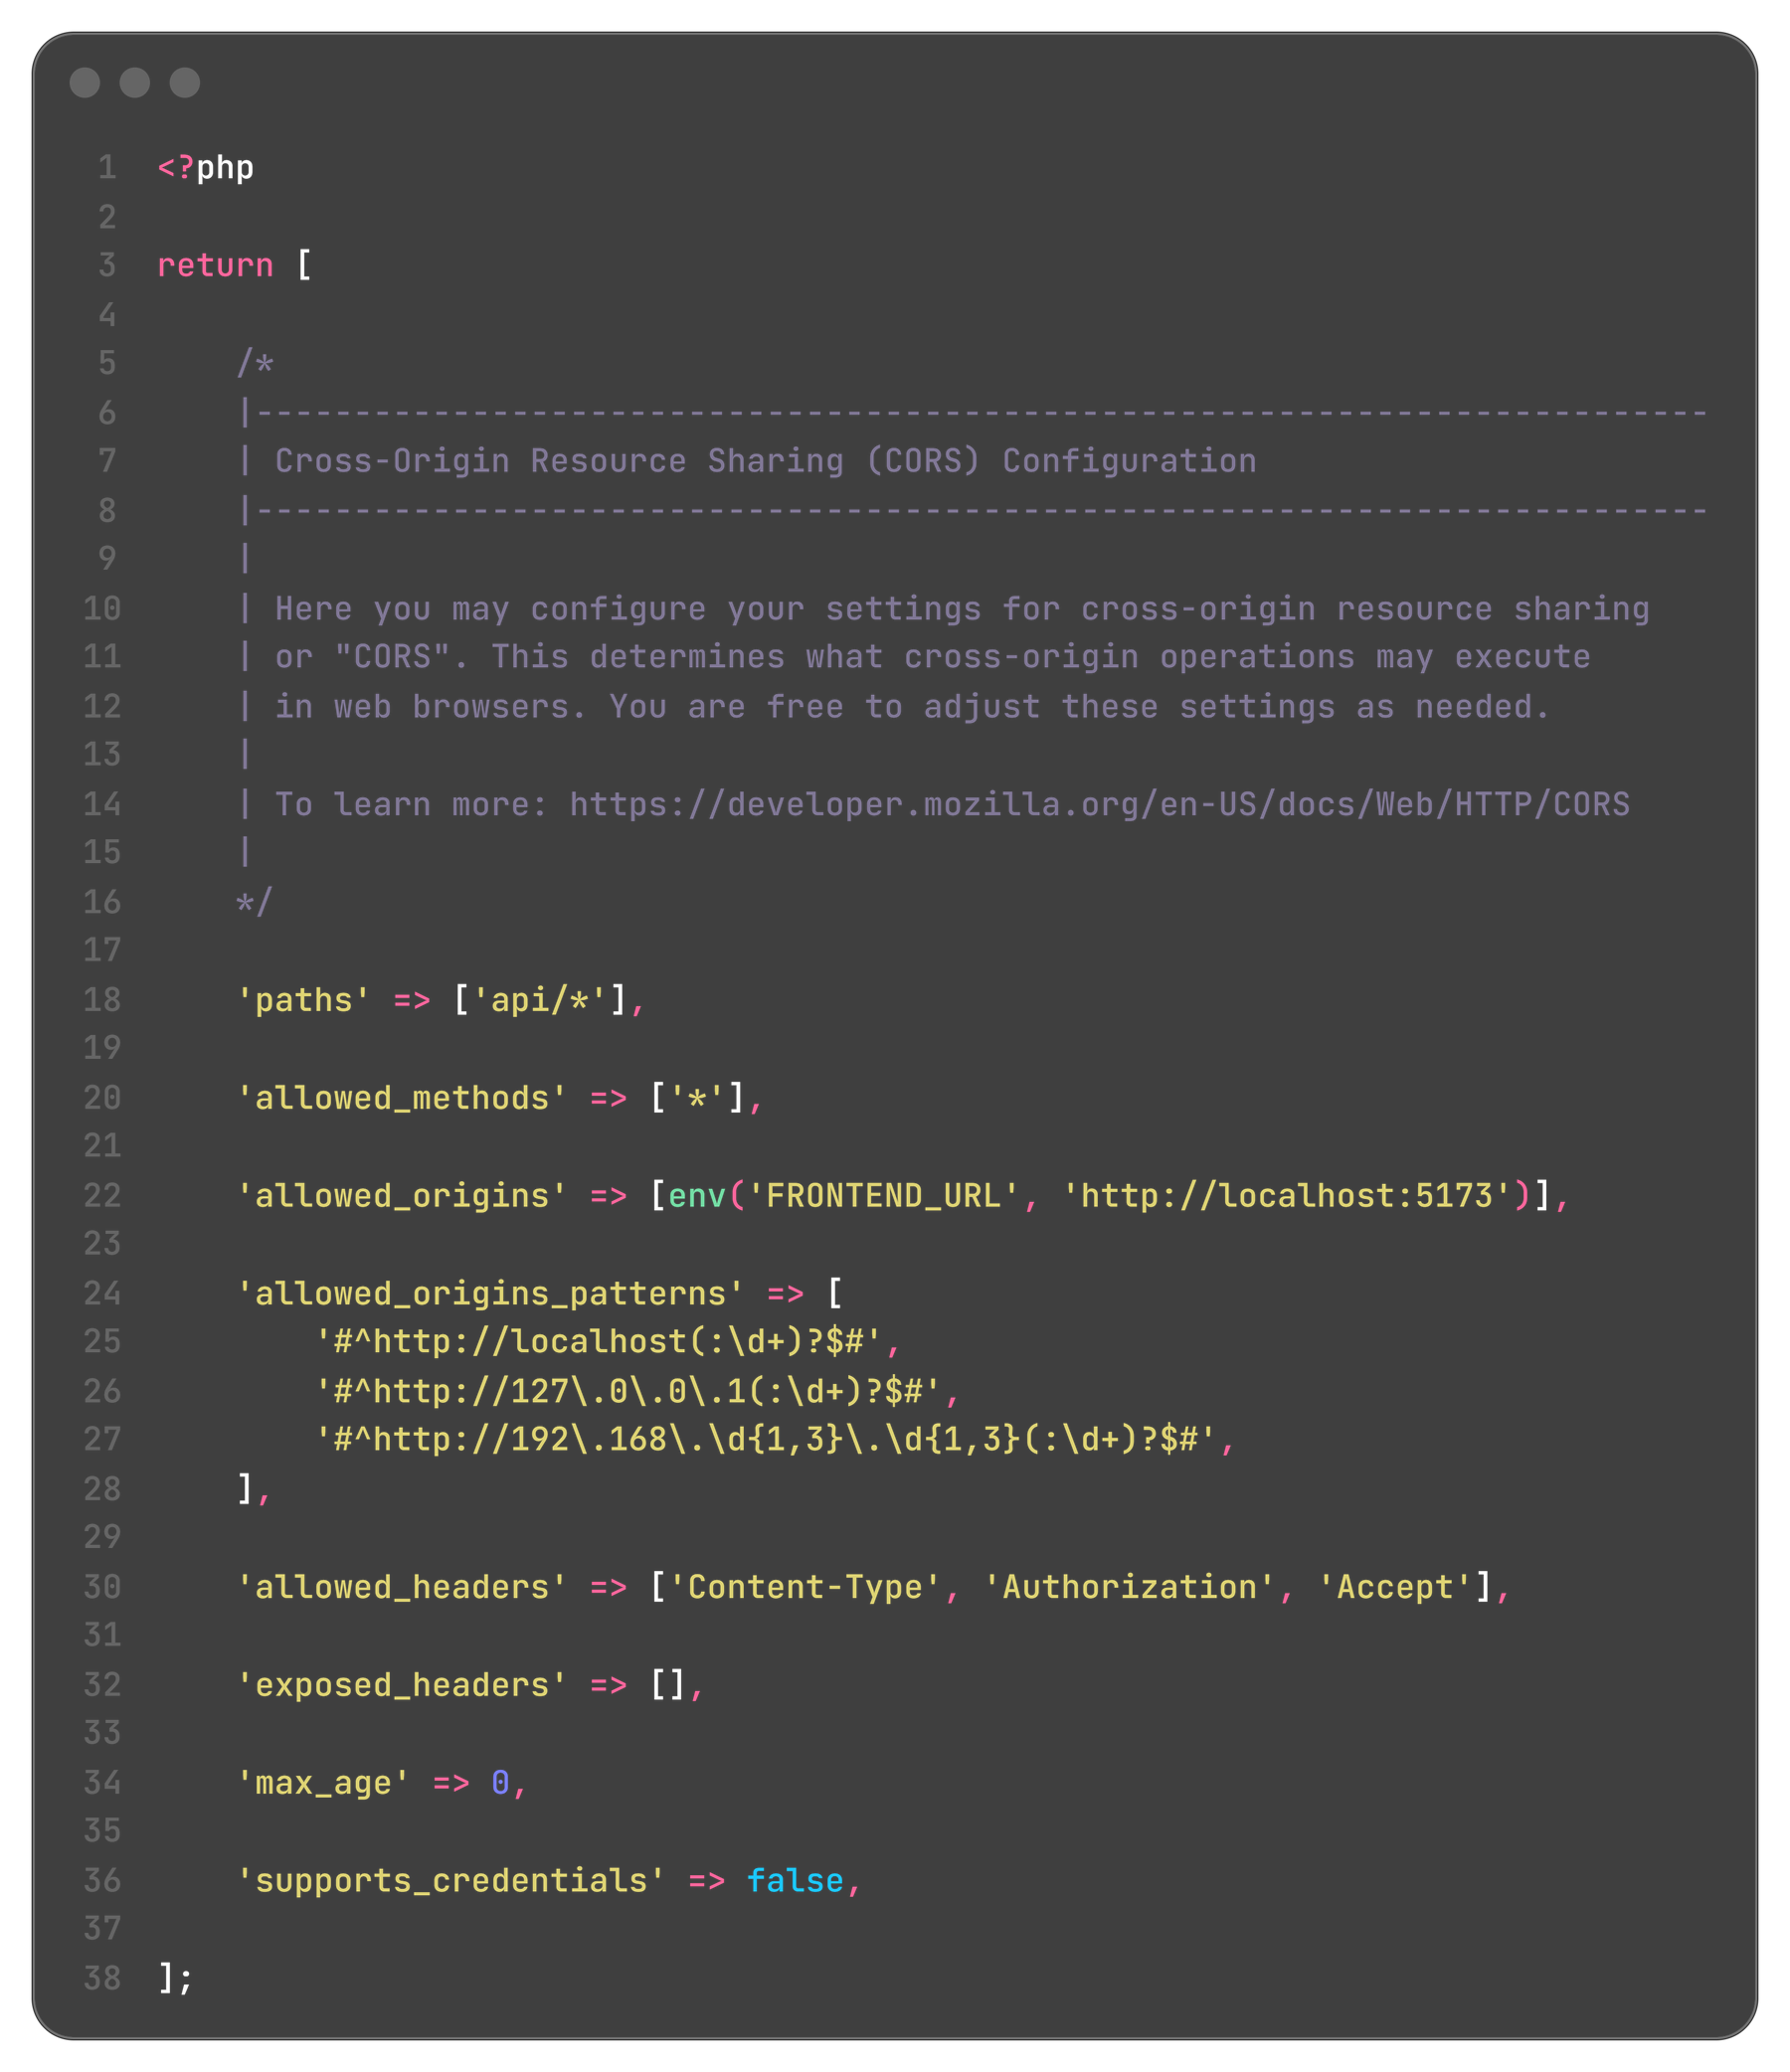 1 <?php
2
3 return [
4
5     /*
6     |--------------------------------------------------------------------------
7     | Cross-Origin Resource Sharing (CORS) Configuration
8     |--------------------------------------------------------------------------
9     |
10     | Here you may configure your settings for cross-origin resource sharing
11     | or "CORS". This determines what cross-origin operations may execute
12     | in web browsers. You are free to adjust these settings as needed.
13     |
14     | To learn more: https://developer.mozilla.org/en-US/docs/Web/HTTP/CORS
15     |
16     */
17
18     'paths' => ['api/*'],
19
20     'allowed_methods' => ['*'],
21
22     'allowed_origins' => [env('FRONTEND_URL', 'http://localhost:5173')],
23
24     'allowed_origins_patterns' => [
25         '#^http://localhost(:\d+)?$#',
26         '#^http://127\.0\.0\.1(:\d+)?$#',
27         '#^http://192\.168\.\d{1,3}\.\d{1,3}(:\d+)?$#',
28     ],
29
30     'allowed_headers' => ['Content-Type', 'Authorization', 'Accept'],
31
32     'exposed_headers' => [],
33
34     'max_age' => 0,
35
36     'supports_credentials' => false,
37
38 ];